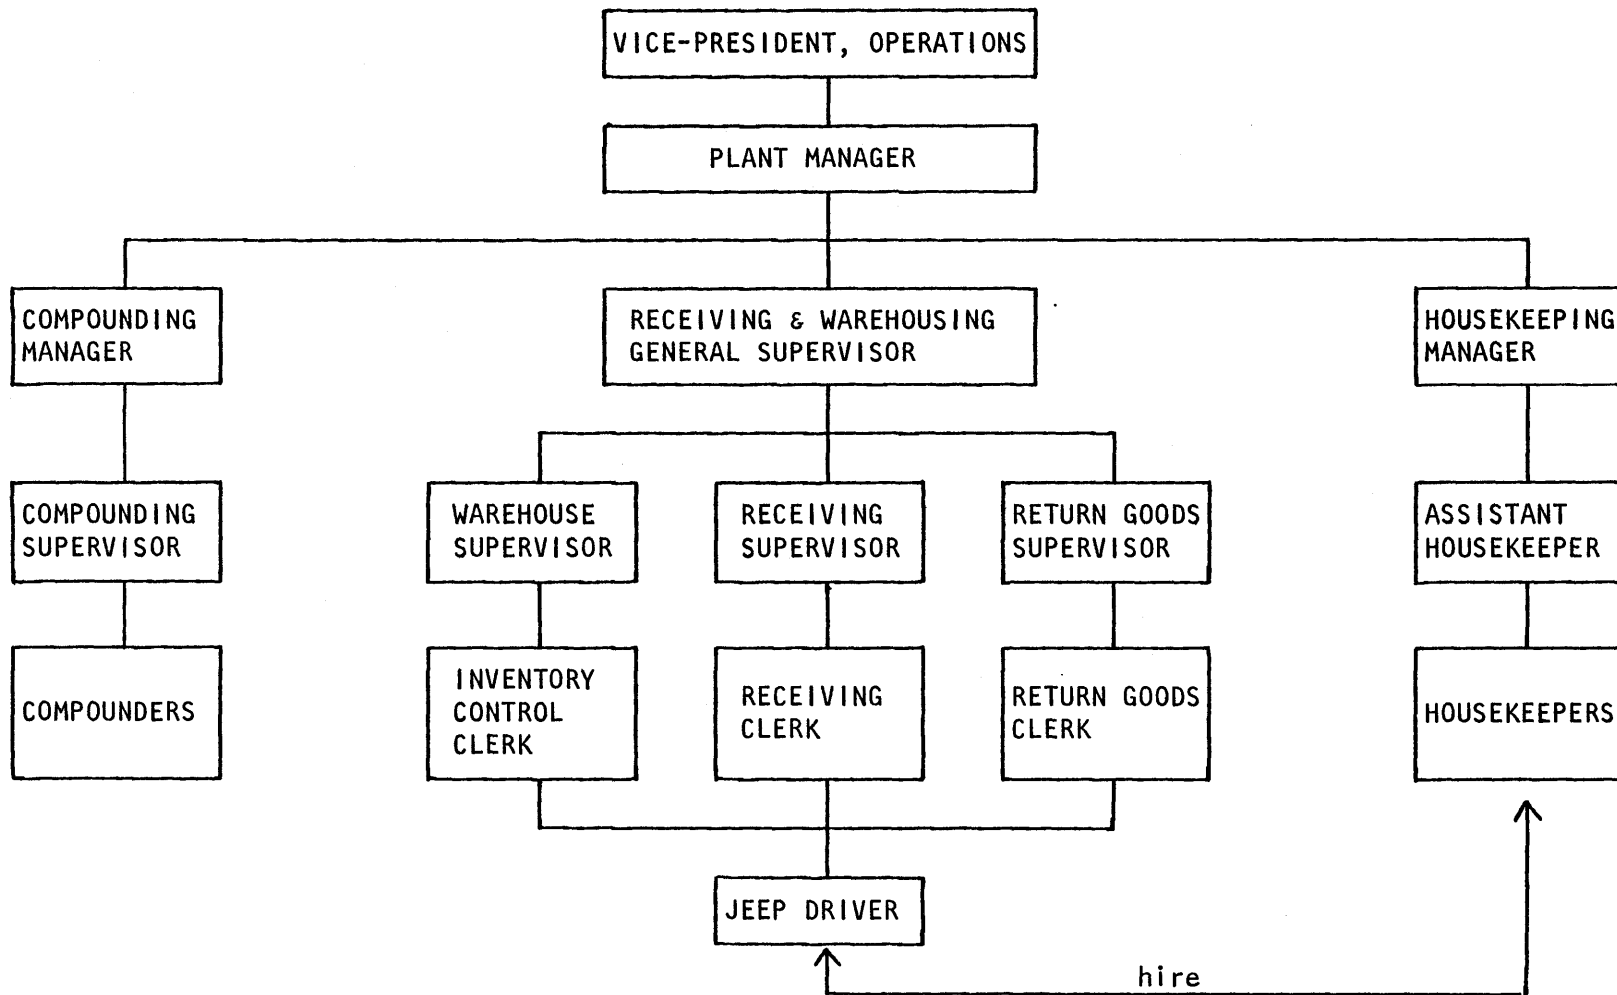 VICE-PRESIDENT, OPERATIONS
PLANT MANAGER
COMPOUNDING
MANAGER
RECEIVING & WAREHOUSING
GENERAL SUPERVISOR
HOUSEKEEPING
MANAGER
COMPOUNDING
SUPERVISOR
WAREHOUSE
SUPERVISOR
RECEIVING
SUPERVISOR
RETURN GOODS
SUPERVISOR
ASSISTANT
HOUSEKEEPER
COMPOUNDERS
INVENTORY
CONTROL
CLERK
RECEIVING
CLERK
RETURN GOODS
CLERK
HOUSEKEEPERS
JEEP DRIVER
hire